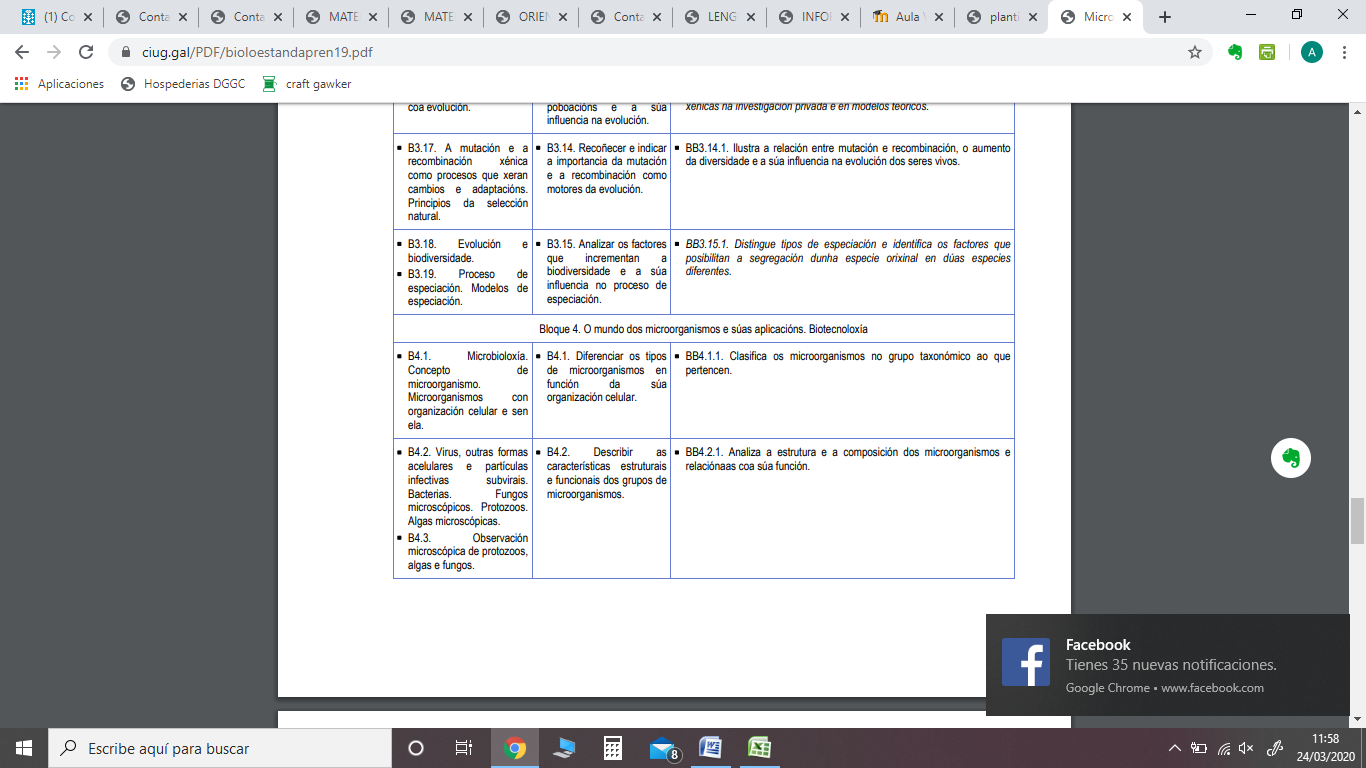 (1) Co
Conta
Conta
MATE
MATE
ORIEN
Conta
LENG
INFO
Aula V
planti
Micro
ciug.gal/PDF/bioloestandapren19.pdf
A
Aplicaciones
Hospederias DGGC
craft gawker
coa evolución.
poboacións e a súa
influencia na evolución.
xénicas na investigación privada e en modelos teóricos.
B3.17. A mutación e a
recombinación xénica
como procesos que xeran
cambios e adaptacións.
Principios da selección
natural.
B3.14. Recoñecer e indicar
a importancia da mutación
e a recombinación como
motores da evolución.
BB3.14.1. Ilustra a relación entre mutación e recombinación, o aumento
da diversidade e a súa influencia na evolución dos seres vivos.
B3.18. Evolución e
biodiversidade.
B3.19. Proceso de
especiación. Modelos de
especiación.
B3.15. Analizar os factores
que incrementan a
biodiversidade e a súa
influencia no proceso de
especiación.
BB3.15.1. Distingue tipos de especiación e identifica os factores que
posibilitan a segregación dunha especie orixinal en dúas especies
diferentes.
Bloque 4. O mundo dos microorganismos e súas aplicacións. Biotecnoloxía
B4.1. Microbioloxía.
Concepto de
microorganismo.
Microorganismos con
organización celular e sen
ela.
B4.1. Diferenciar os tipos
de microorganismos en
función da súa
organización celular.
BB4.1.1. Clasifica os microorganismos no grupo taxonómico ao que
pertencen.
B4.2. Virus, outras formas
acelulares e partículas
infectivas subvirais.
Bacterias. Fungos
microscópicos. Protozoos.
Algas microscópicas.
B4.3. Observación
microscópica de protozoos,
algas e fungos.
B4.2. Describir as
características estruturais
e funcionais dos grupos de
microorganismos.
BB4.2.1. Analiza a estrutura e a composición dos microorganismos e
relaciónaas coa súa función.
Facebook
Tienes 35 nuevas notificaciones.
Google Chrome • www.facebook.com
Escribe aquí para buscar
8
11:58
24/03/2020